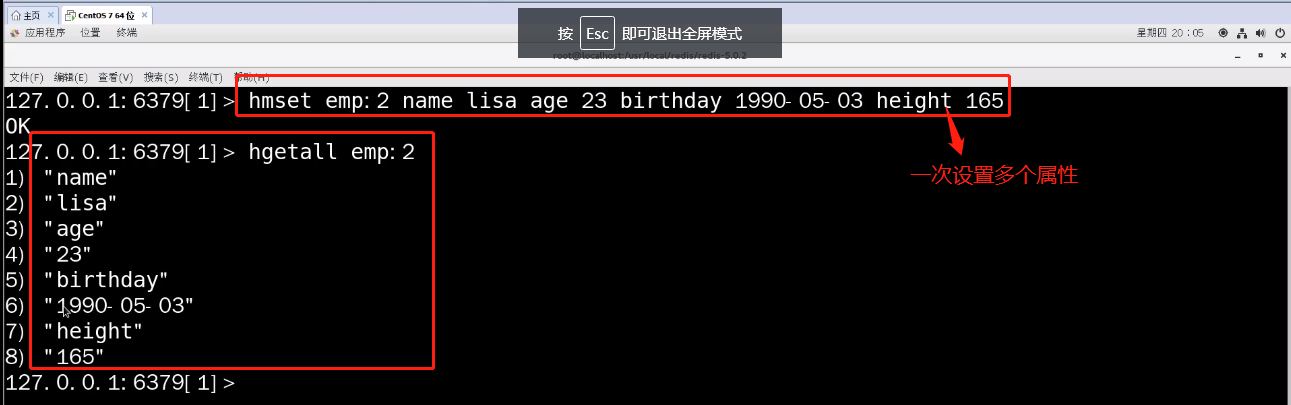 主页 × CentOS 7 64 位 ×
按 Esc 即可退出全屏模式
应用程序 位置 终端
星期四 20：05
root@localhost:/usr/local/redis/redis-5.0.2
文件(F) 编辑(E) 查看(V) 搜索(S) 终端(T) 帮助(H)
127.0.0.1:6379[1]> hmset emp:2 name lisa age 23 birthday 1990-05-03 height 165
OK
127.0.0.1:6379[1]> hgetall emp:2
一次设置多个属性
1) "name"
2) "lisa"
3) "age"
4) "23"
5) "birthday"
6) "1990-05-03"
7) "height"
8) "165"
127.0.0.1:6379[1]>